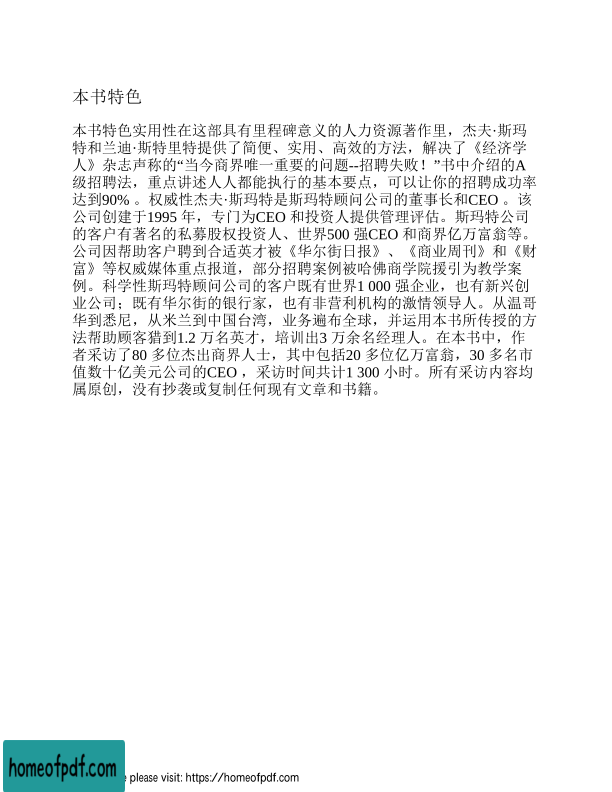 本书特色
本书特色实用性在这部具有里程碑意义的人力资源著作里，杰夫·斯玛
特和兰迪·斯特里特提供了简便、实用、高效的方法，解决了《经济学
人》杂志声称的“当今商界唯一重要的问题--招聘失败！”书中介绍的A
级招聘法，重点讲述人人都能执行的基本要点，可以让你的招聘成功率
达到90% 。权威性杰夫·斯玛特是斯玛特顾问公司的董事长和CEO 。该
公司创建于1995 年，专门为CEO 和投资人提供管理评估。斯玛特公司
的客户有著名的私募股权投资人、世界500 强CEO 和商界亿万富翁等。
公司因帮助客户聘到合适英才被《华尔街日报》、《商业周刊》和《财
富》等权威媒体重点报道，部分招聘案例被哈佛商学院援引为教学案
例。科学性斯玛特顾问公司的客户既有世界1 000 强企业，也有新兴创
业公司；既有华尔街的银行家，也有非营利机构的激情领导人。从温哥
华到悉尼，从米兰到中国台湾，业务遍布全球，并运用本书所传授的方
法帮助顾客猎到1.2 万名英才，培训出3 万余名经理人。在本书中，作
者采访了80 多位杰出商界人士，其中包括20 多位亿万富翁，30 多名市
值数十亿美元公司的CEO ，采访时间共计1 300 小时。所有采访内容均
属原创，没有抄袭或复制任何现有文章和书籍。
homeofpdf.com
please visit: https://homeofpdf.com